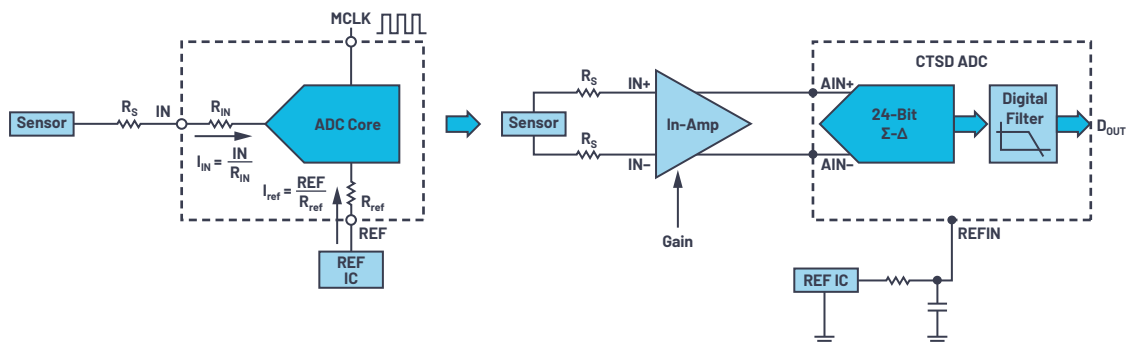 MCLK
Sensor
R_S
IN
R_IN
ADC Core
I_IN = IN / R_IN
I_ref = REF / R_ref
R_ref
REF
REF
IC
Sensor
R_S
R_S
IN+
IN−
In-Amp
Gain
CTSD ADC
AIN+
AIN−
24-Bit
Σ-Δ
Digital
Filter
D_OUT
REFIN
REF IC